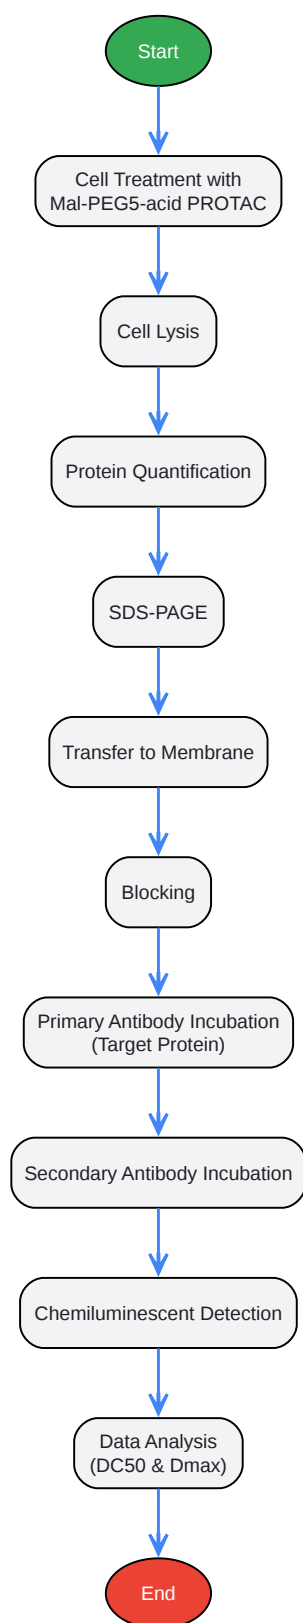 Start
Cell Treatment with
Mal-PEG5-acid PROTAC
Cell Lysis
Protein Quantification
SDS-PAGE
Transfer to Membrane
Blocking
Primary Antibody Incubation
(Target Protein)
Secondary Antibody Incubation
Chemiluminescent Detection
Data Analysis
(DC50 & Dmax)
End